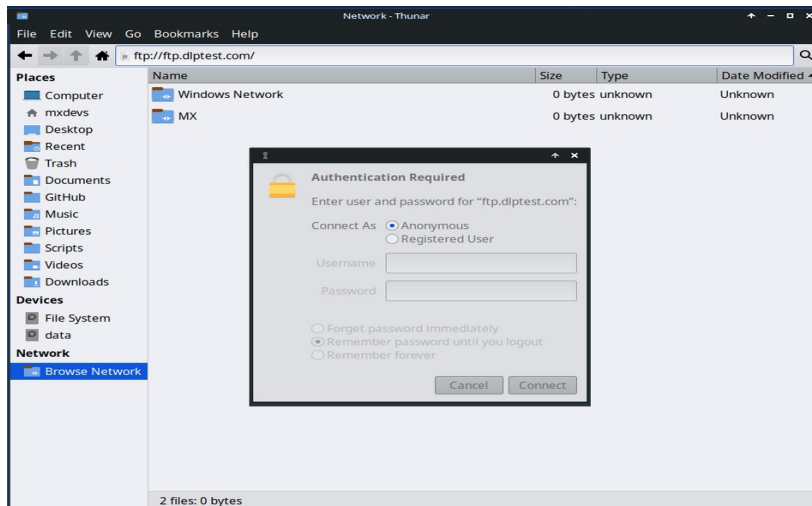 Network - Thunar
File Edit View Go Bookmarks Help
ftp://ftp.dlptest.com/
Places
Computer
mxdevs
Desktop
Recent
Trash
Documents
GitHub
Music
Pictures
Scripts
Videos
Downloads
Devices
File System
data
Network
Browse Network
Name Size Type Date Modified
Windows Network 0 bytes unknown Unknown
MX 0 bytes unknown Unknown
Authentication Required
Enter user and password for “ftp.dlptest.com”:
Connect As Anonymous
Registered User
Username
Password
Forget password immediately
Remember password until you logout
Remember forever
Cancel Connect
2 files: 0 bytes